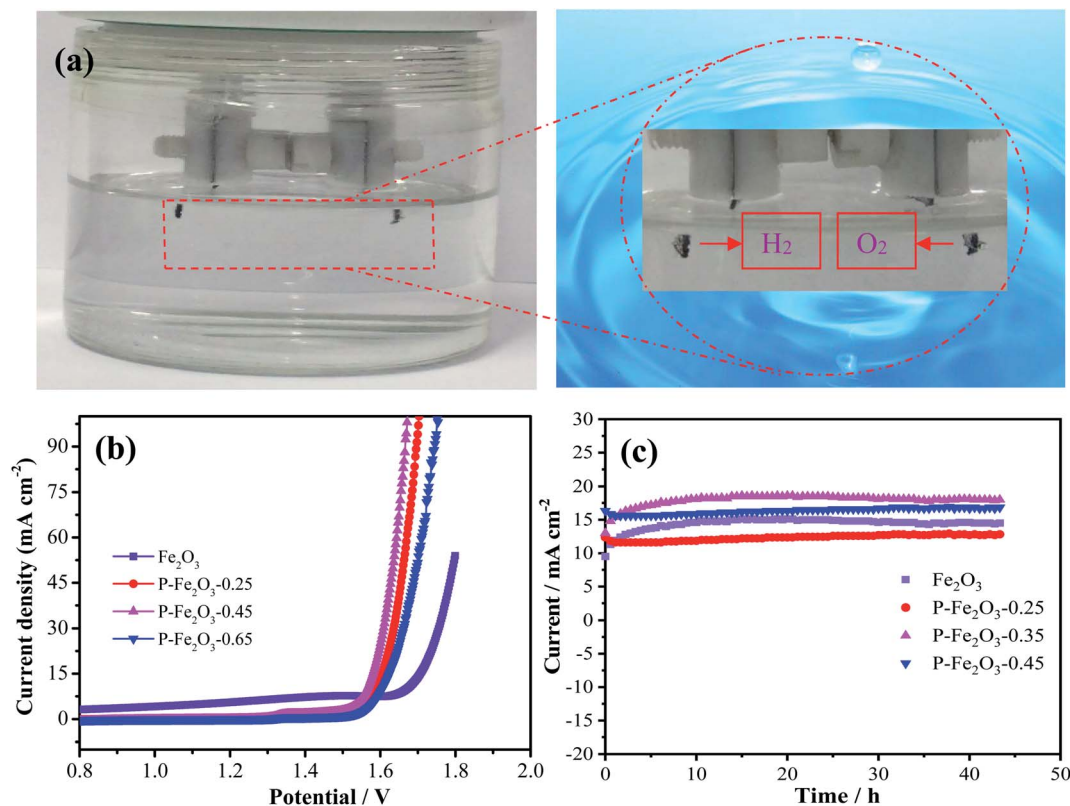 (a)
H₂ O₂
(b)
Current density (mA cm⁻²)
90
75
60
45
30
15
0
Fe₂O₃
P-Fe₂O₃-0.25
P-Fe₂O₃-0.45
P-Fe₂O₃-0.65
0.8 1.0 1.2 1.4 1.6 1.8 2.0
Potential / V
(c)
Current / mA cm⁻²
30
25
20
15
10
5
0
-5
-10
-15
-20
Fe₂O₃
P-Fe₂O₃-0.25
P-Fe₂O₃-0.35
P-Fe₂O₃-0.45
0 10 20 30 40 50
Time / h